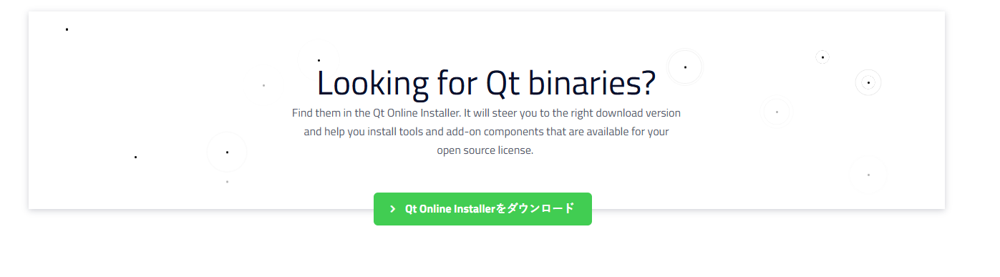 Looking for Qt binaries?
Find them in the Qt Online Installer. It will steer you to the right download version
and help you install tools and add-on components that are available for your
open source license.
Qt Online Installerをダウンロード